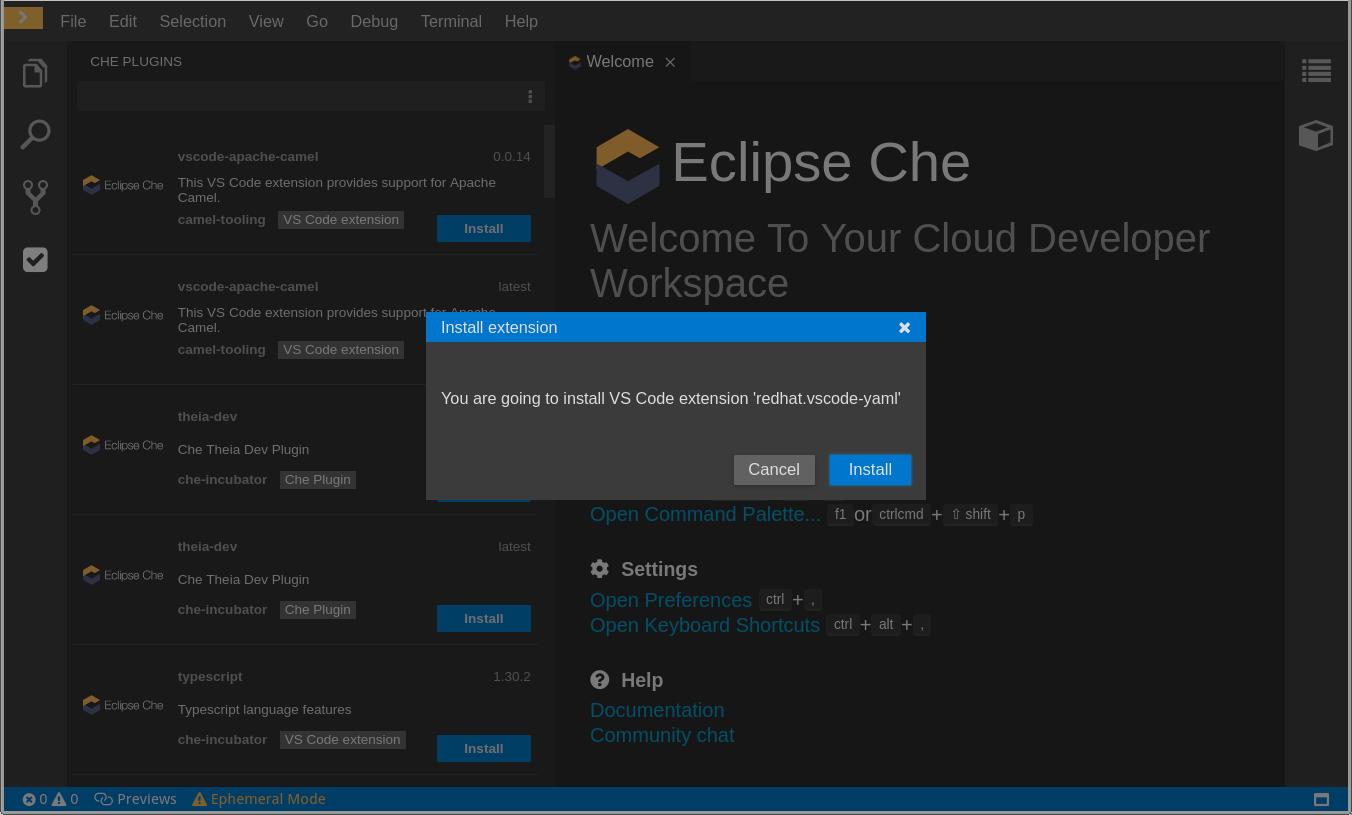 File Edit Selection View Go Debug Terminal Help
CHE PLUGINS
vscode-apache-camel 0.0.14
Eclipse Che
This VS Code extension provides support for Apache
Camel.
camel-tooling VS Code extension Install
vscode-apache-camel latest
Eclipse Che
This VS Code extension provides support for Apache
Camel.
camel-tooling VS Code extension
theia-dev
Eclipse Che
Che Theia Dev Plugin
che-incubator Che Plugin
theia-dev latest
Eclipse Che
Che Theia Dev Plugin
che-incubator Che Plugin Install
typescript 1.30.2
Eclipse Che
Typescript language features
che-incubator VS Code extension Install
Welcome
Eclipse Che
Welcome To Your Cloud Developer
Workspace
Install extension
You are going to install VS Code extension 'redhat.vscode-yaml'
Cancel Install
Open Command Palette... f1 or ctrlcmd + ⇧ shift + p
Settings
Open Preferences ctrl + ,
Open Keyboard Shortcuts ctrl + alt + ,
Help
Documentation
Community chat
0 0 Previews Ephemeral Mode